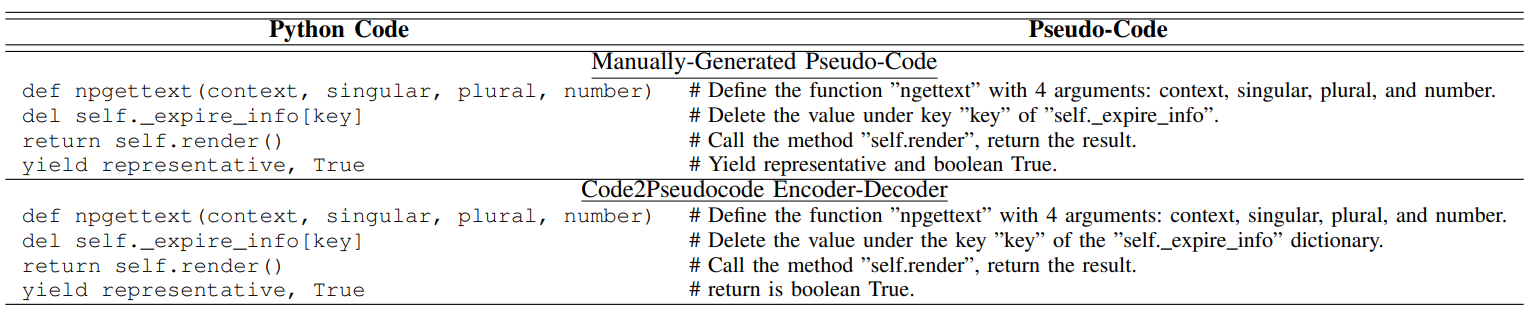 Python Code Pseudo-Code
Manually-Generated Pseudo-Code
def npgettext(context, singular, plural, number) # Define the function ”ngettext” with 4 arguments: context, singular, plural, and number.
del self._expire_info[key] # Delete the value under key ”key” of ”self._expire_info”.
return self.render() # Call the method ”self.render”, return the result.
yield representative, True # Yield representative and boolean True.
Code2Pseudocode Encoder-Decoder
def npgettext(context, singular, plural, number) # Define the function ”npgettext” with 4 arguments: context, singular, plural, and number.
del self._expire_info[key] # Delete the value under the key ”key” of the ”self._expire_info” dictionary.
return self.render() # Call the method ”self.render”, return the result.
yield representative, True # return is boolean True.